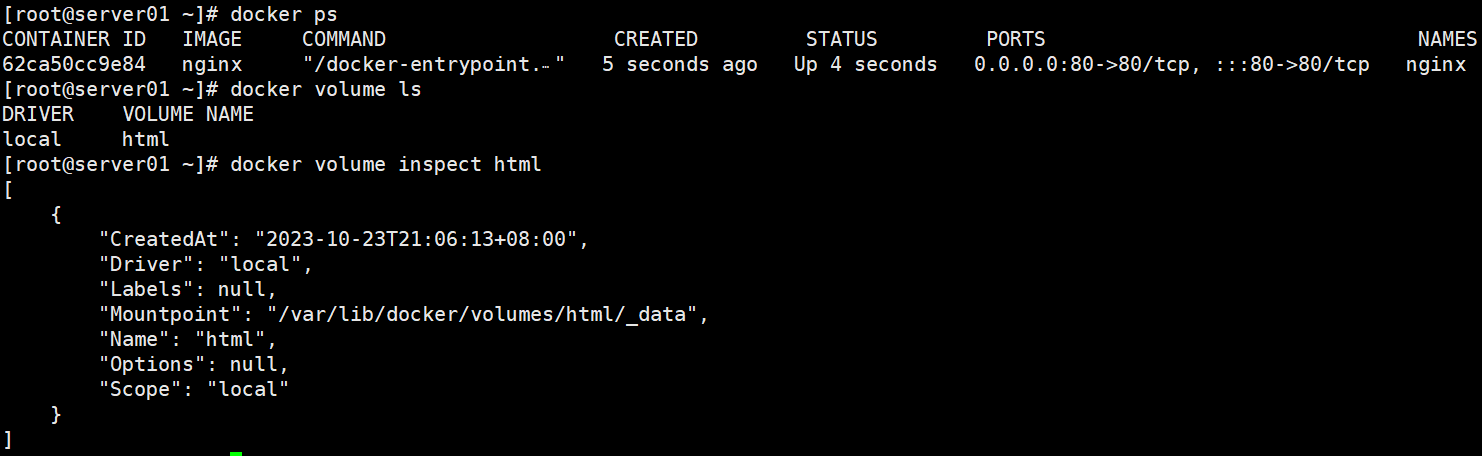 [root@server01 ~]# docker ps
CONTAINER ID   IMAGE     COMMAND                   CREATED         STATUS         PORTS                               NAMES
62ca50cc9e84   nginx     "/docker-entrypoint.…"   5 seconds ago   Up 4 seconds   0.0.0.0:80->80/tcp, :::80->80/tcp   nginx
[root@server01 ~]# docker volume ls
DRIVER    VOLUME NAME
local     html
[root@server01 ~]# docker volume inspect html
[
    {
        "CreatedAt": "2023-10-23T21:06:13+08:00",
        "Driver": "local",
        "Labels": null,
        "Mountpoint": "/var/lib/docker/volumes/html/_data",
        "Name": "html",
        "Options": null,
        "Scope": "local"
    }
]